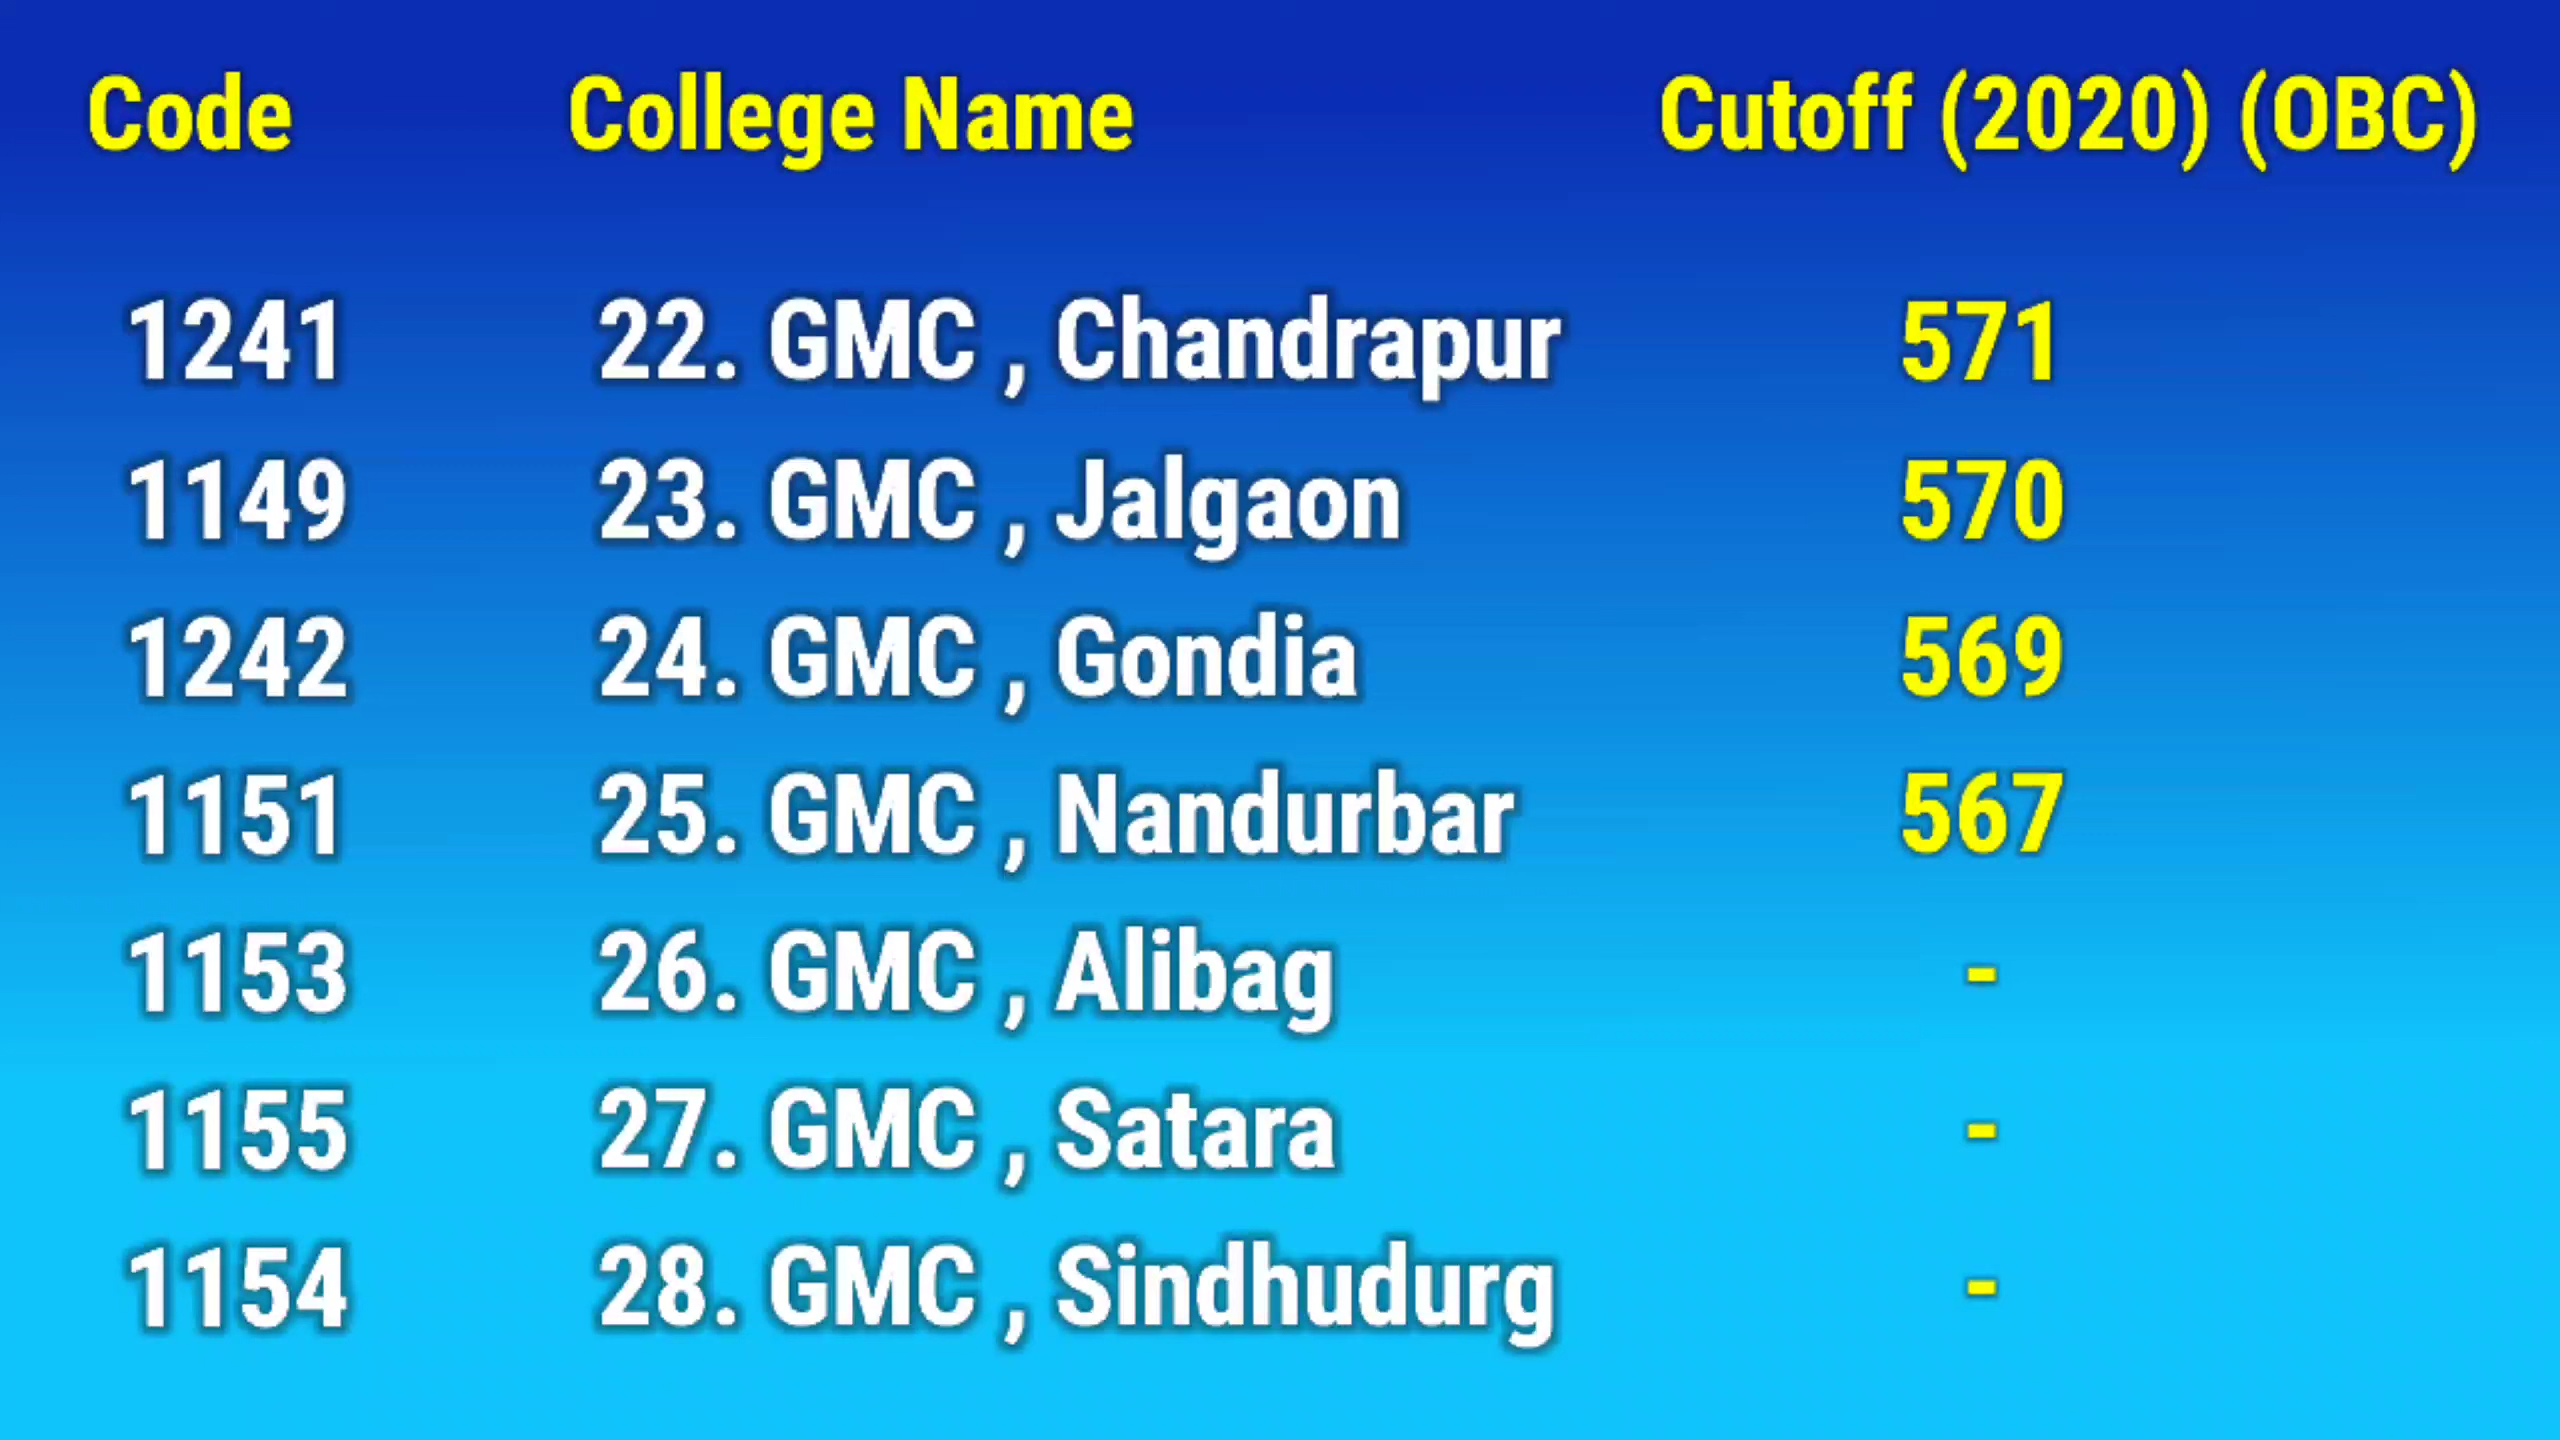 Code College Name Cutoff (2020) (OBC)
1241 22. GMC , Chandrapur 571
1149 23. GMC , Jalgaon 570
1242 24. GMC , Gondia 569
1151 25. GMC , Nandurbar 567
1153 26. GMC , Alibag -
1155 27. GMC , Satara -
1154 28. GMC , Sindhudurg -